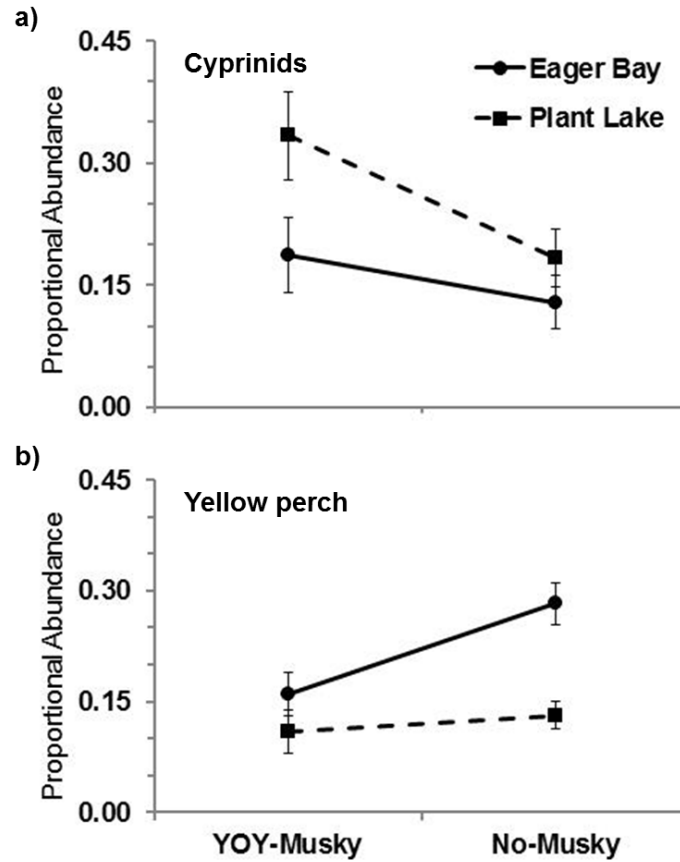 a)
Cyprinids
Eager Bay
Plant Lake
Proportional Abundance
0.45
0.30
0.15
0.00
b)
Yellow perch
Proportional Abundance
0.45
0.30
0.15
0.00
YOY-Musky No-Musky